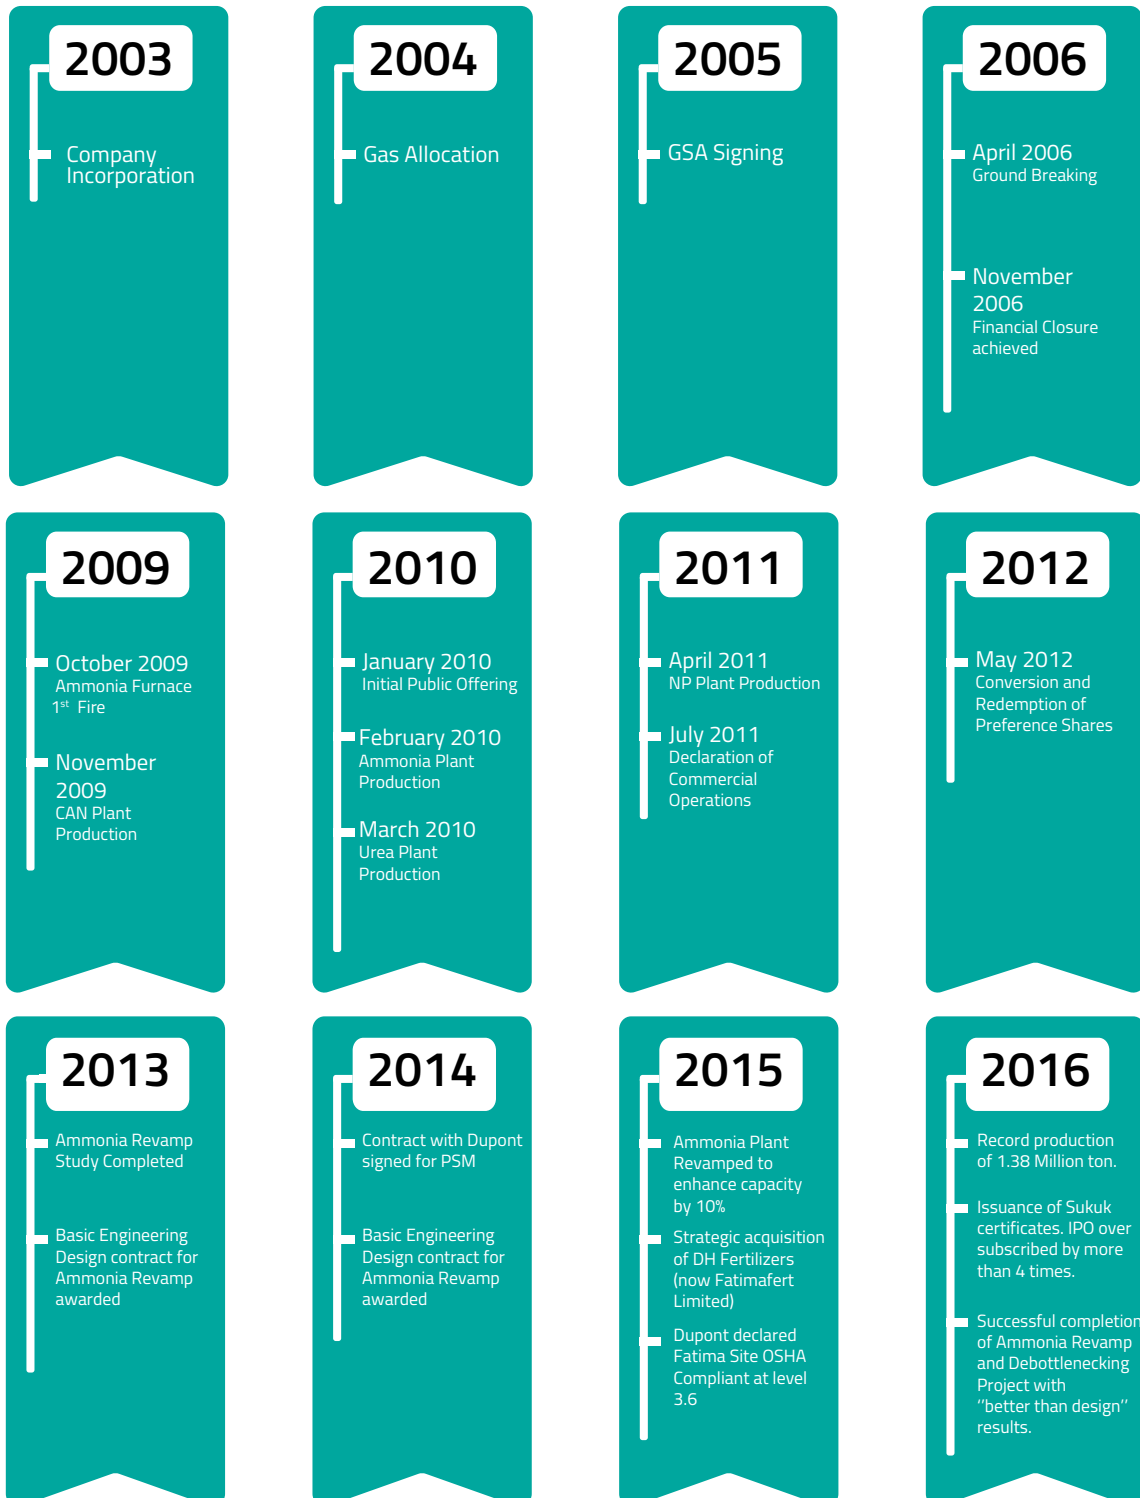 2003
Company
Incorporation
2004
Gas Allocation
2005
GSA Signing
2006
April 2006
Ground Breaking
November
2006
Financial Closure
achieved
2009
October 2009
Ammonia Furnace
1st Fire
November
2009
CAN Plant
Production
2010
January 2010
Initial Public Offering
February 2010
Ammonia Plant
Production
March 2010
Urea Plant
Production
2011
April 2011
NP Plant Production
July 2011
Declaration of
Commercial
Operations
2012
May 2012
Conversion and
Redemption of
Preference Shares
2013
Ammonia Revamp
Study Completed
Basic Engineering
Design contract for
Ammonia Revamp
awarded
2014
Contract with Dupont
signed for PSM
Basic Engineering
Design contract for
Ammonia Revamp
awarded
2015
Ammonia Plant
Revamped to
enhance capacity
by 10%
Strategic acquisition
of DH Fertilizers
(now Fatimafert
Limited)
Dupont declared
Fatima Site OSHA
Compliant at level
3.6
2016
Record production
of 1.38 Million ton.
Issuance of Sukuk
certificates. IPO over
subscribed by more
than 4 times.
Successful completion
of Ammonia Revamp
and Debottlenecking
Project with
‘‘better than design’’
results.